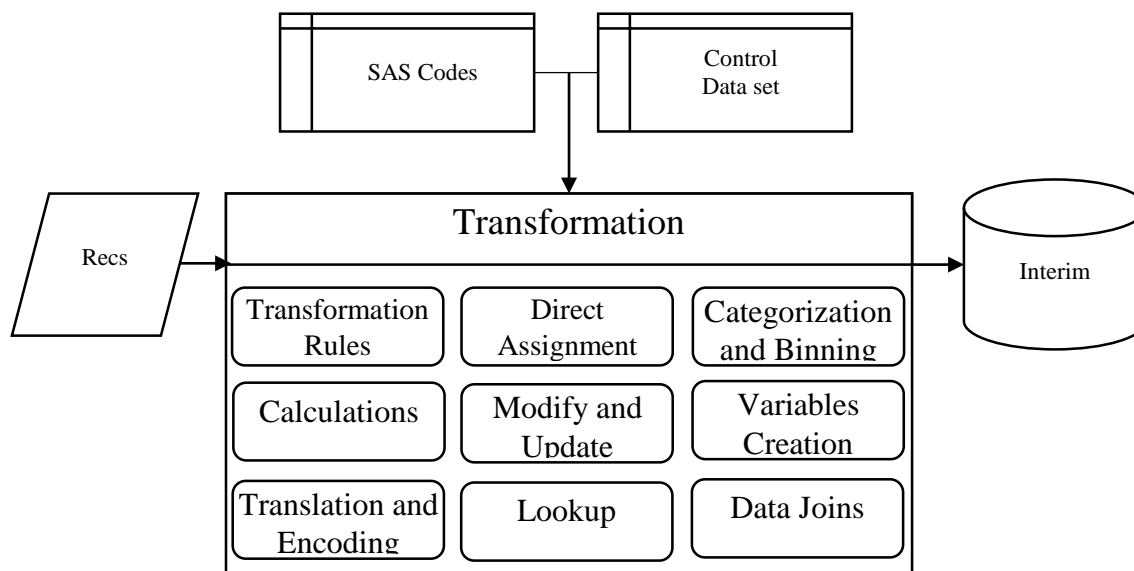 SAS Codes
Control
Data set
Transformation
Recs
Interim
Transformation
Rules
Direct
Assignment
Categorization
and Binning
Calculations
Modify and
Update
Variables
Creation
Translation and
Encoding
Lookup
Data Joins